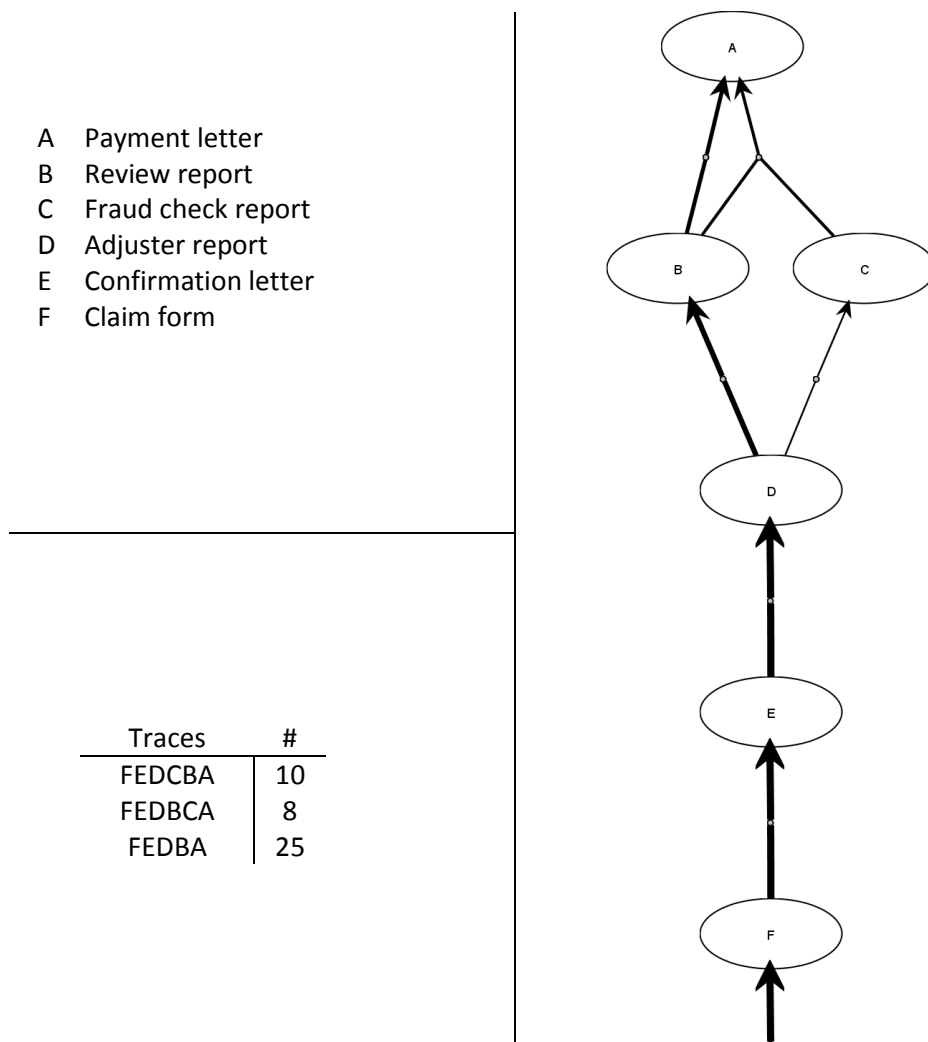 A Payment letter
B Review report
C Fraud check report
D Adjuster report
E Confirmation letter
F Claim form
Traces #
FEDCBA 10
FEDBCA 8
FEDBA 25
A
B C
D
E
F